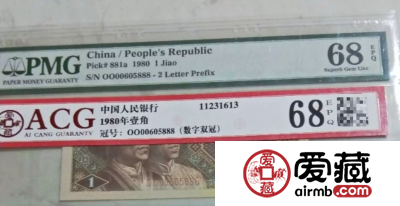 PMG
PAPER MONEY GUARANTY
China / People's Republic
Pick# 881a 1980 1 Jiao
S/N OO00605888 - 2 Letter Prefix
68 EPQ
Superb Gem Unc
ACG
AI CANG GUARANTY
中国人民银行 11231613
1980年壹角
冠号：OO00605888（数字双冠）
68 EPQ
1
OO00605888
爱藏
airmb.com